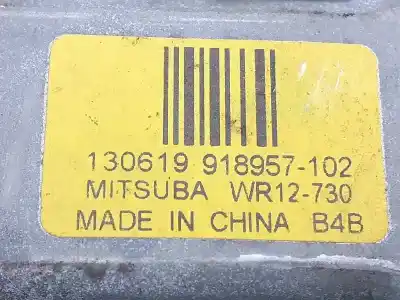 130619 918957-102
MITSUBA WR12-730
MADE IN CHINA B4B